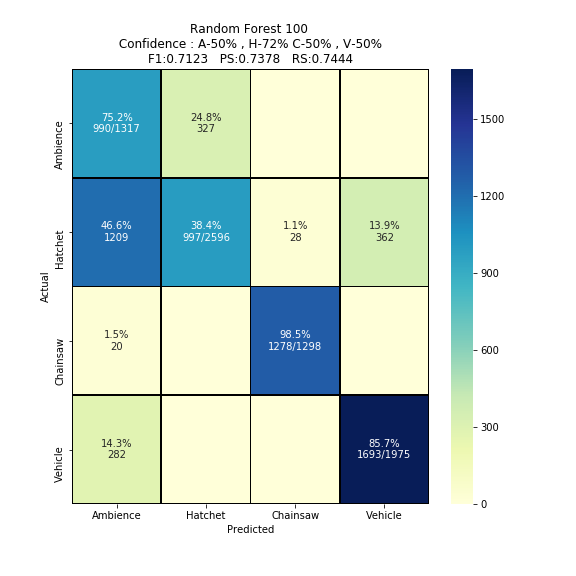 Random Forest 100
Confidence : A-50% , H-72% C-50% , V-50%
F1:0.7123 PS:0.7378 RS:0.7444
Actual
Ambience
75.2%
990/1317
24.8%
327
Hatchet
46.6%
1209
38.4%
997/2596
1.1%
28
13.9%
362
Chainsaw
1.5%
20
98.5%
1278/1298
Vehicle
14.3%
282
85.7%
1693/1975
Ambience Hatchet Chainsaw Vehicle
Predicted
1500
1200
900
600
300
0